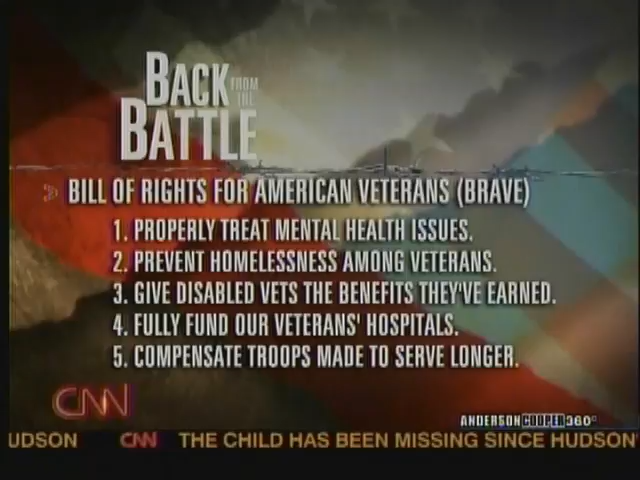 BACK FROM THE
BATTLE
BILL OF RIGHTS FOR AMERICAN VETERANS (BRAVE)
1. PROPERLY TREAT MENTAL HEALTH ISSUES.
2. PREVENT HOMELESSNESS AMONG VETERANS.
3. GIVE DISABLED VETS THE BENEFITS THEY'VE EARNED.
4. FULLY FUND OUR VETERANS' HOSPITALS.
5. COMPENSATE TROOPS MADE TO SERVE LONGER.
CNN
ANDERSON COOPER 360°
UDSON CNN THE CHILD HAS BEEN MISSING SINCE HUDSON'